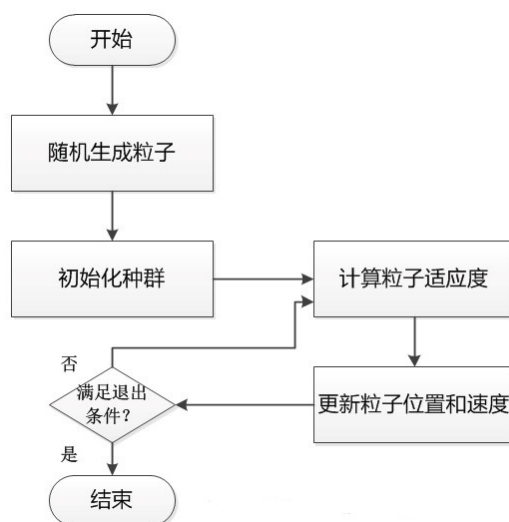 开始
随机生成粒子
初始化种群
计算粒子适应度
更新粒子位置和速度
否
满足退出
条件？
是
结束